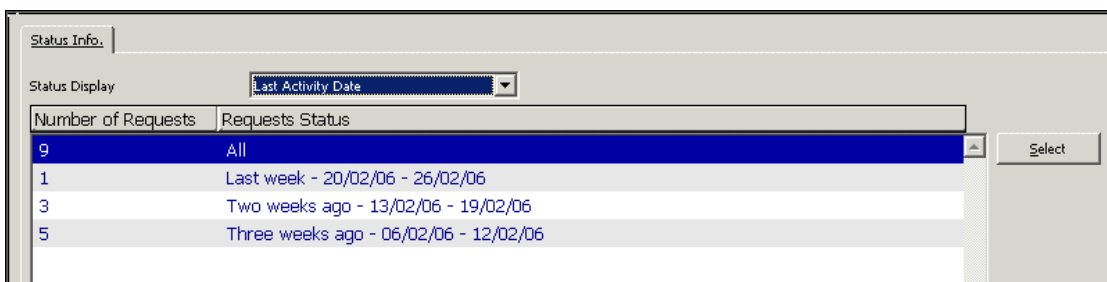 Status Info.
Status Display Last Activity Date
Number of Requests Requests Status
9 All
Select
1 Last week - 20/02/06 - 26/02/06
3 Two weeks ago - 13/02/06 - 19/02/06
5 Three weeks ago - 06/02/06 - 12/02/06